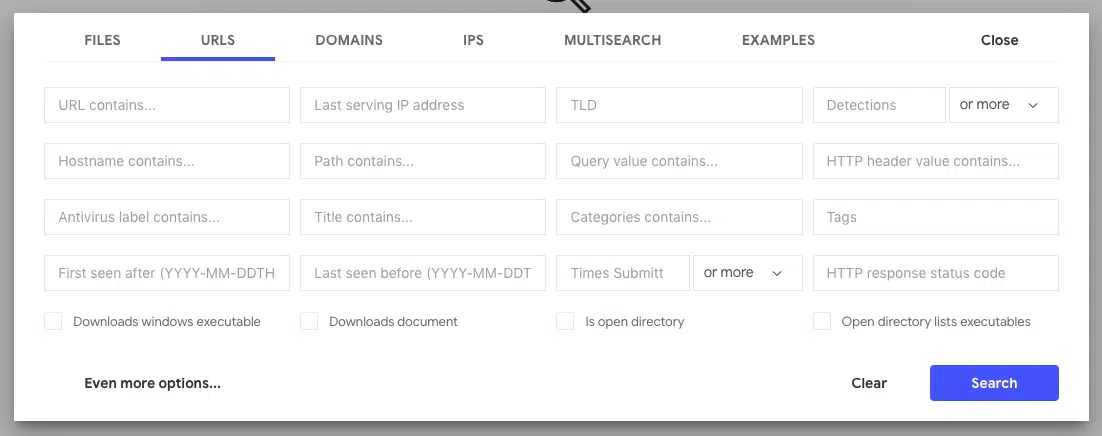 FILES URLS DOMAINS IPS MULTISEARCH EXAMPLES Close
URL contains... Last serving IP address TLD Detections or more
Hostname contains... Path contains... Query value contains... HTTP header value contains...
Antivirus label contains... Title contains... Categories contains... Tags
First seen after (YYYY-MM-DDTH Last seen before (YYYY-MM-DDT Times Submitt or more HTTP response status code
Downloads windows executable Downloads document Is open directory Open directory lists executables
Even more options... Clear Search